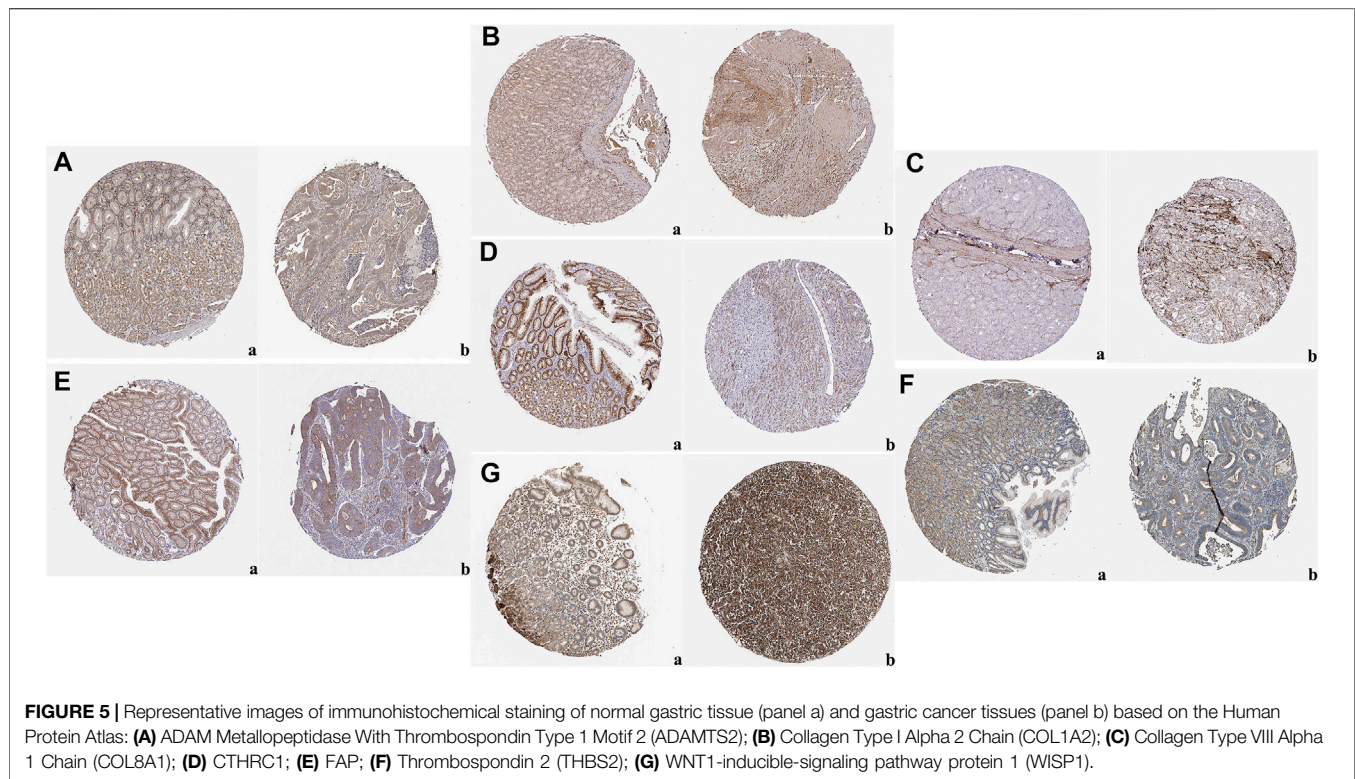 B
a
b
A
a
b
C
a
b
D
a
b
E
a
b
F
a
b
G
a
b
FIGURE 5 | Representative images of immunohistochemical staining of normal gastric tissue (panel a) and gastric cancer tissues (panel b) based on the Human
Protein Atlas: (A) ADAM Metallopeptidase With Thrombospondin Type 1 Motif 2 (ADAMTS2); (B) Collagen Type I Alpha 2 Chain (COL1A2); (C) Collagen Type VIII Alpha
1 Chain (COL8A1); (D) CTHRC1; (E) FAP; (F) Thrombospondin 2 (THBS2); (G) WNT1-inducible-signaling pathway protein 1 (WISP1).